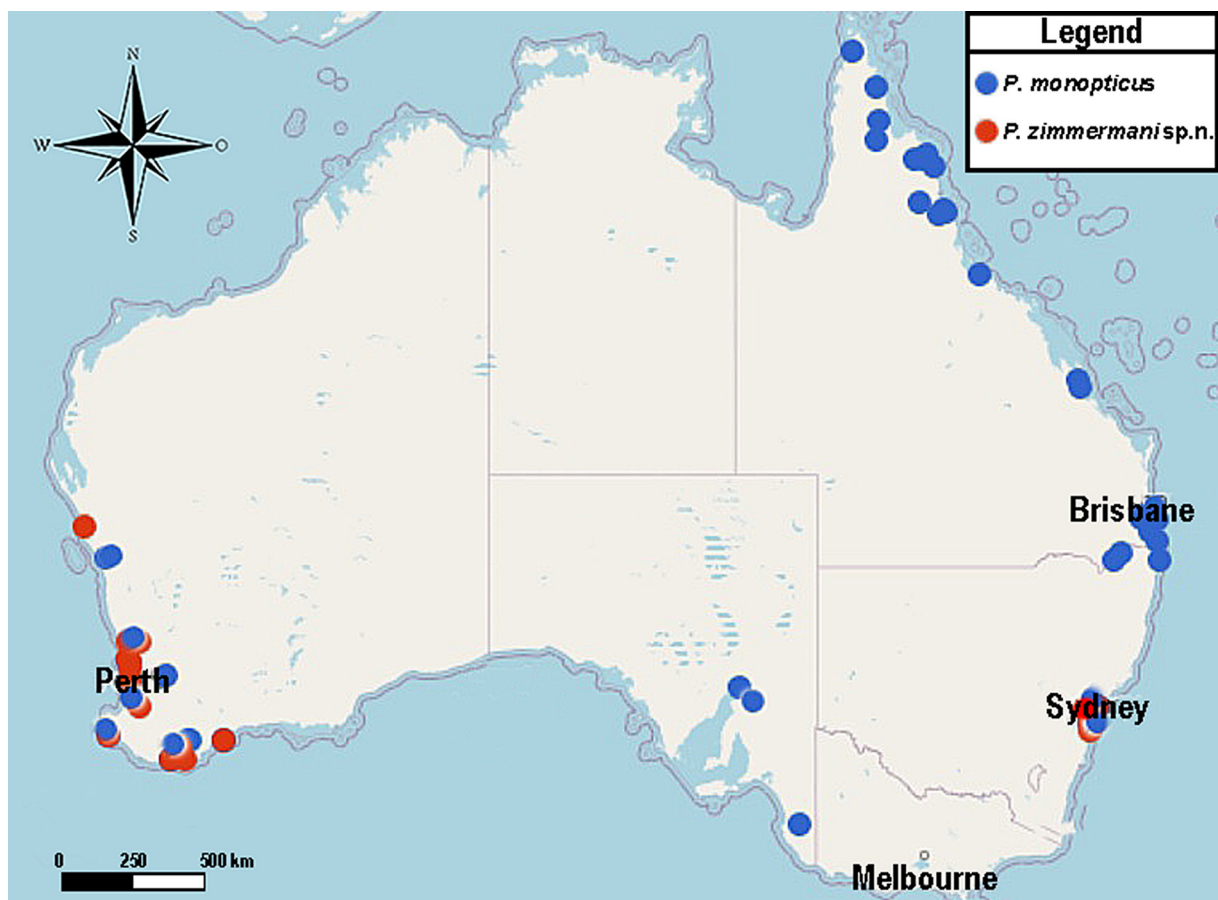 Legend
P. monopticus
P. zimmermani sp.n.
N
W
O
S
Brisbane
Perth
Sydney
Melbourne
0 250 500 km